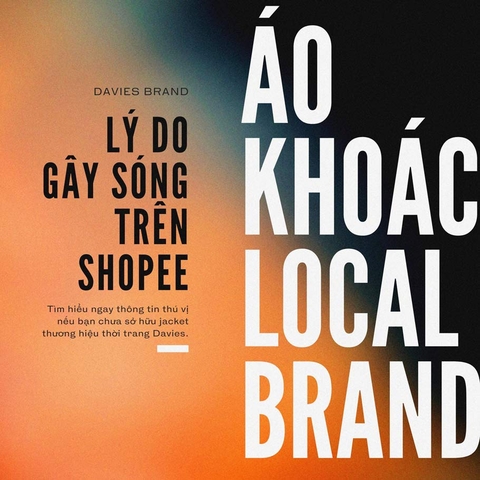 DAVIES BRAND
LÝ DO
GÂY SÓNG
TRÊN
SHOPEE
Tìm hiểu ngay thông tin thú vị
nếu bạn chưa sở hữu jacket
thương hiệu thời trang Davies.
ÁO
KHOÁC
LOCAL
BRAND